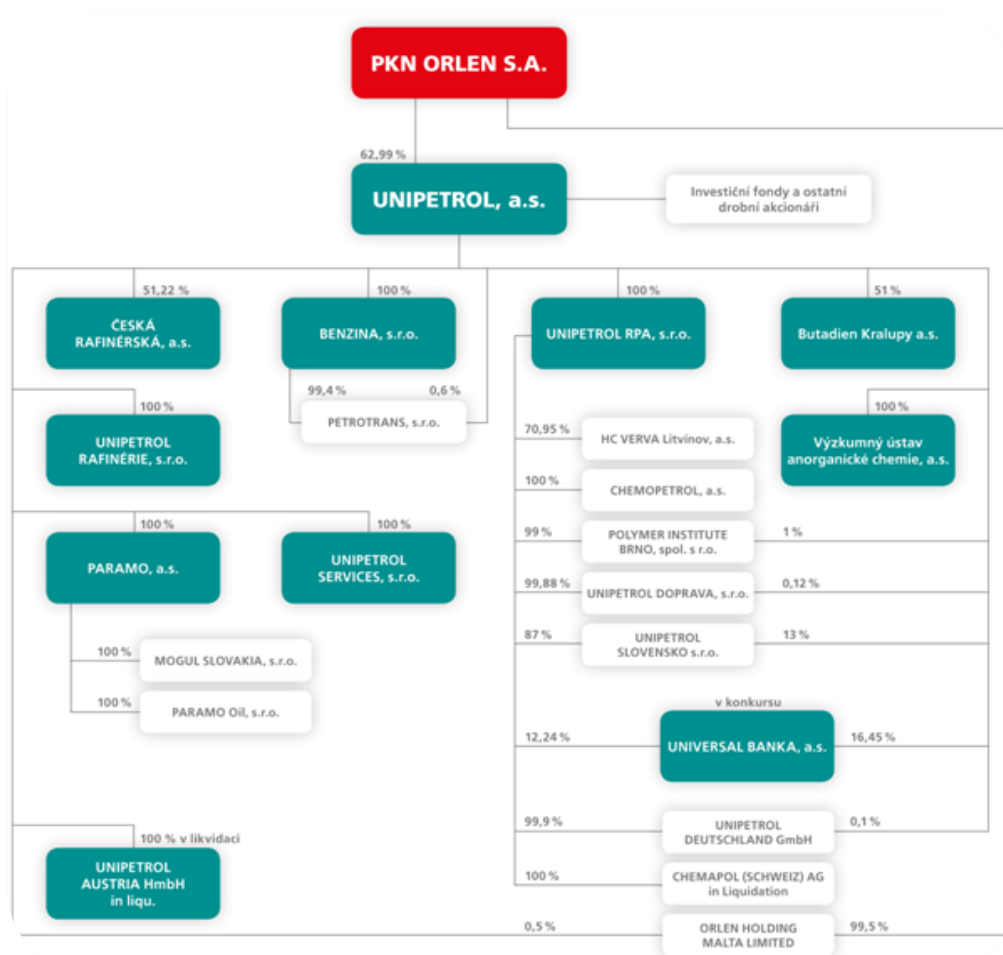 PKN ORLEN S.A.
62,99 %
UNIPETROL, a.s.
Investiční fondy a ostatní
drobní akcionáři
51,22 %
100 %
100 %
51 %
ČESKÁ
RAFINÉRSKÁ, a.s.
BENZINA, s.r.o.
UNIPETROL RPA, s.r.o.
Butadien Kralupy a.s.
99,4 %
0,6 %
PETROTRANS, s.r.o.
100 %
UNIPETROL
RAFINÉRIE, s.r.o.
100 %
Výzkumný ústav
anorganické chemie, a.s.
70,95 %
HC VERVA Litvínov, a.s.
100 %
CHEMOPETROL, a.s.
100 %
PARAMO, a.s.
100 %
UNIPETROL
SERVICES, s.r.o.
99 %
POLYMER INSTITUTE
BRNO, spol. s r.o.
1 %
99,88 %
UNIPETROL DOPRAVA, s.r.o.
0,12 %
87 %
UNIPETROL
SLOVENSKO s.r.o.
13 %
100 %
MOGUL SLOVAKIA, s.r.o.
100 %
PARAMO Oil, s.r.o.
v konkursu
12,24 %
UNIVERSAL BANKA, a.s.
16,45 %
100 % v likvidaci
UNIPETROL
AUSTRIA HmbH
in liqu.
99,9 %
UNIPETROL
DEUTSCHLAND GmbH
0,1 %
100 %
CHEMAPOL (SCHWEIZ) AG
in Liquidation
0,5 %
ORLEN HOLDING
MALTA LIMITED
99,5 %